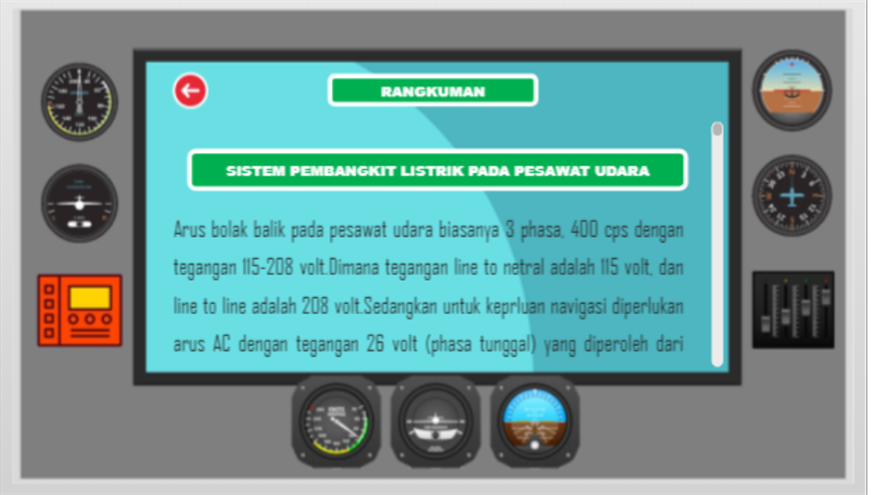 RANGKUMAN
SISTEM PEMBANGKIT LISTRIK PADA PESAWAT UDARA
Arus bolak balik pada pesawat udara biasanya 3 phasa, 400 cps dengan
tegangan 115-208 volt.Dimana tegangan line to netral adalah 115 volt, dan
line to line adalah 208 volt.Sedangkan untuk keprluan navigasi diperlukan
arus AC dengan tegangan 26 volt (phasa tunggal) yang diperoleh dari